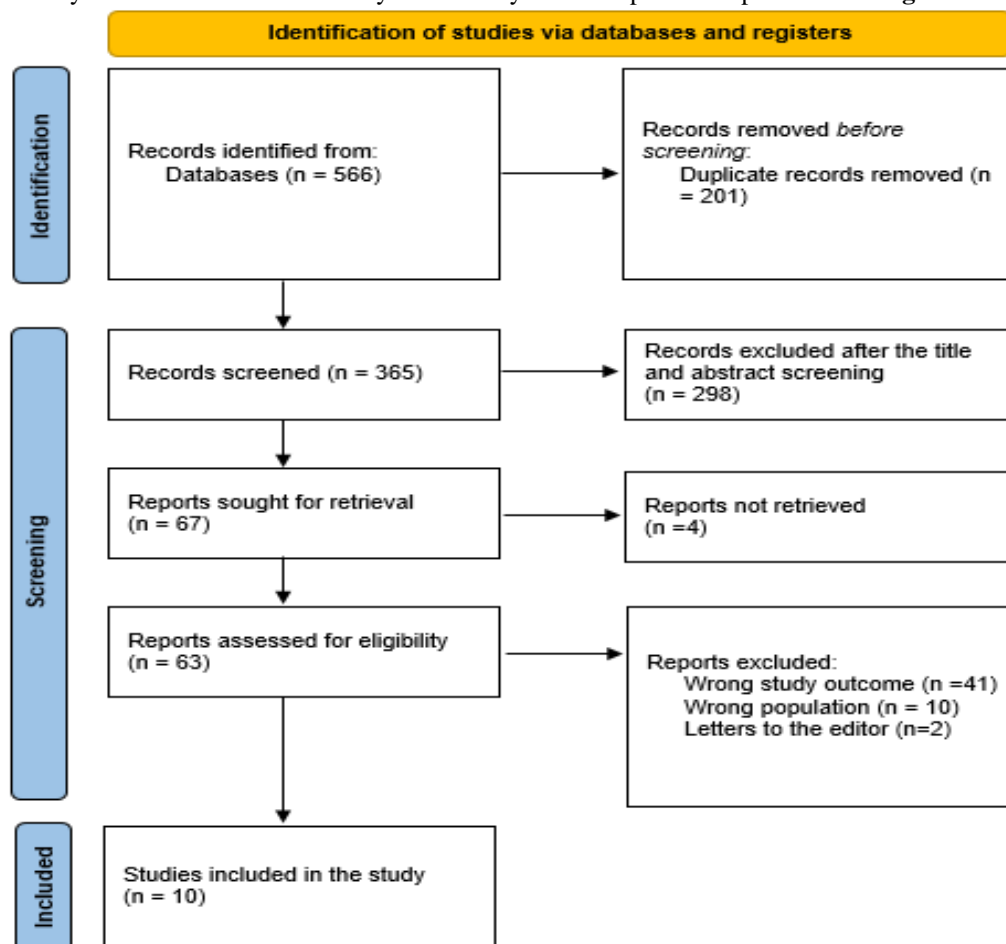 Identification of studies via databases and registers
Identification
Records identified from:
Databases (n = 566)
Records removed before
screening:
Duplicate records removed (n
= 201)
Screening
Records screened (n = 365)
Records excluded after the title
and abstract screening
(n = 298)
Reports sought for retrieval
(n = 67)
Reports not retrieved
(n =4)
Reports assessed for eligibility
(n = 63)
Reports excluded:
Wrong study outcome (n =41)
Wrong population (n = 10)
Letters to the editor (n=2)
Included
Studies included in the study
(n = 10)